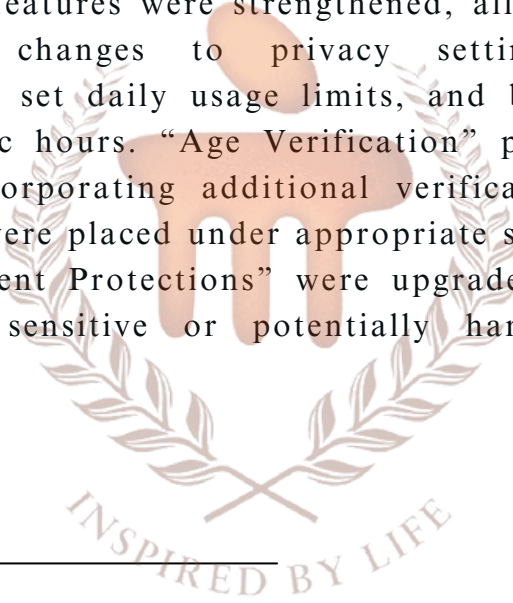 features were strengthened, all
changes to privacy settin
set daily usage limits, and b
c hours. “Age Verification” p
orporating additional verifica
vere placed under appropriate s
ent Protections” were upgrade
sensitive or potentially har
INSPIRED BY LIFE